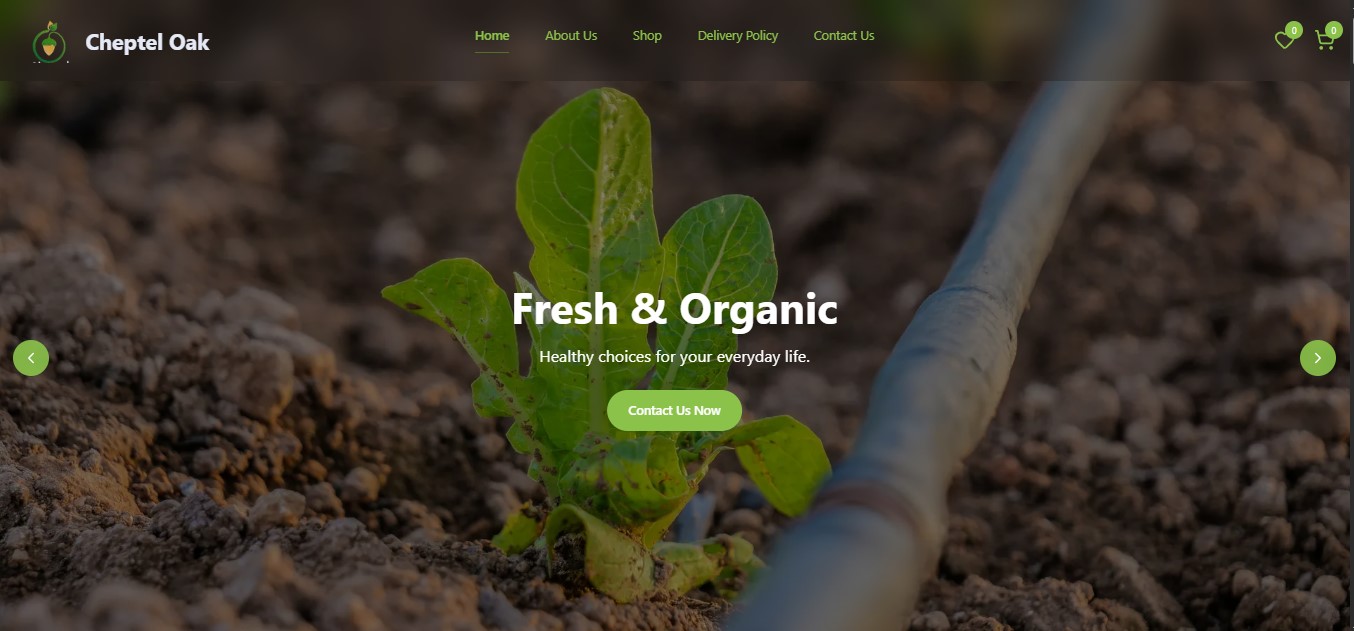 Cheptel Oak
Home
About Us
Shop
Delivery Policy
Contact Us
0
0
Fresh & Organic
Healthy choices for your everyday life.
Contact Us Now